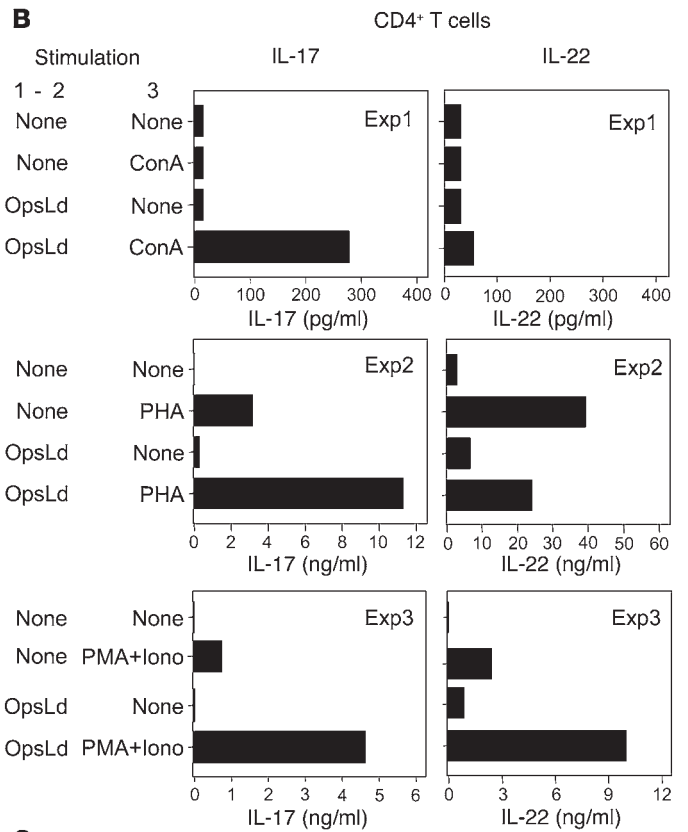 B
CD4+ T cells
Stimulation IL-17 IL-22
1 - 2 3
None None Exp1 Exp1
None ConA
OpsLd None
OpsLd ConA
0 100 200 300 400 0 100 200 300 400
IL-17 (pg/ml) IL-22 (pg/ml)
None None Exp2 Exp2
None PHA
OpsLd None
OpsLd PHA
0 2 4 6 8 10 12 0 10 20 30 40 50 60
IL-17 (ng/ml) IL-22 (ng/ml)
None None Exp3 Exp3
None PMA+Iono
OpsLd None
OpsLd PMA+Iono
0 1 2 3 4 5 6 0 3 6 9 12
IL-17 (ng/ml) IL-22 (ng/ml)